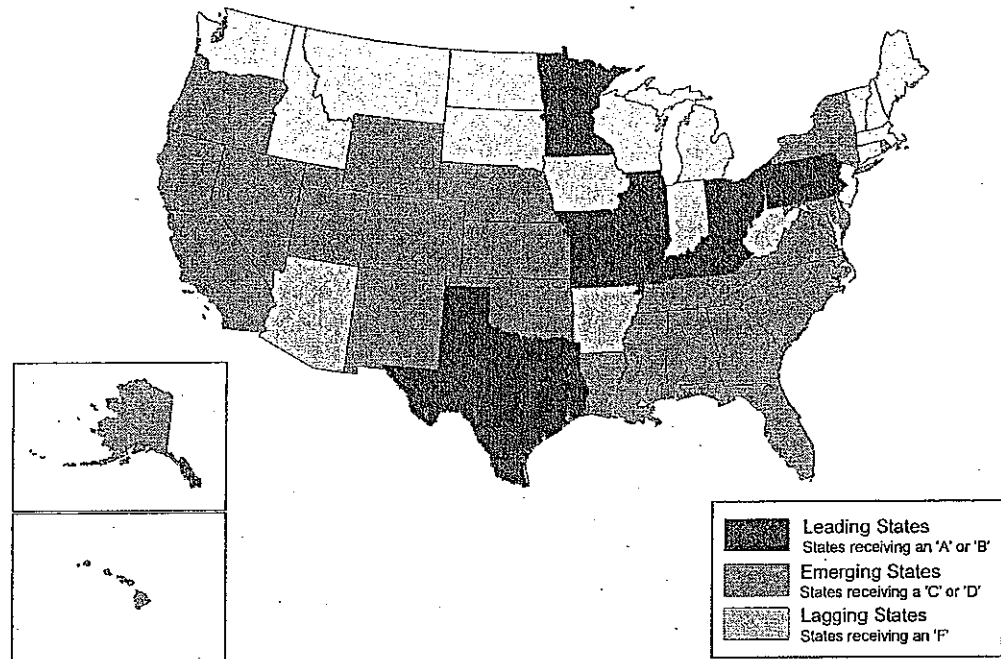 Leading States
States receiving an 'A' or 'B'
Emerging States
States receiving a 'C' or 'D'
Lagging States
States receiving an 'F'